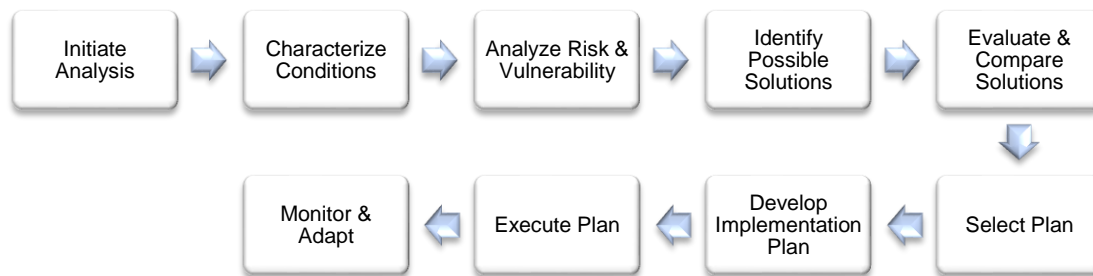 Initiate
Analysis
Characterize
Conditions
Analyze Risk &
Vulnerability
Identify
Possible
Solutions
Evaluate &
Compare
Solutions
Monitor &
Adapt
Execute Plan
Develop
Implementation
Plan
Select Plan